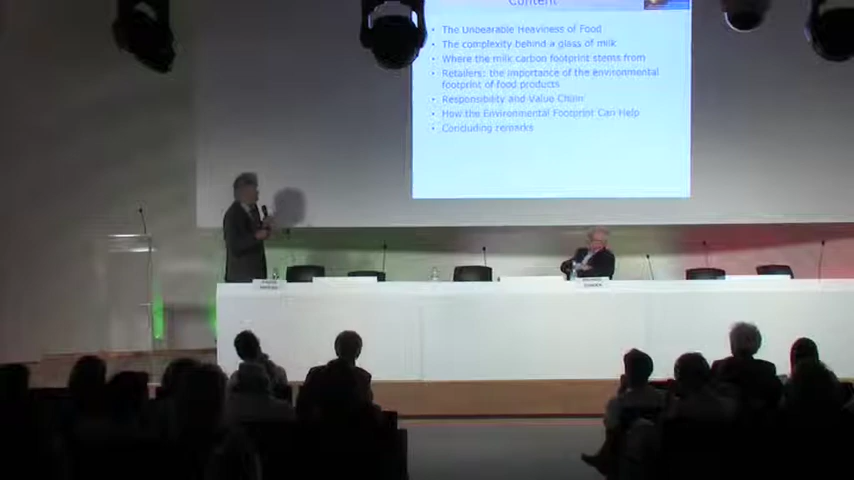 Content
• The Unbearable Heaviness of Food
• The complexity behind a glass of milk
• Where the milk carbon footprint stems from
• Retailers: the importance of the environmental
footprint of food products
• Responsibility and Value Chain
• How the Environmental Footprint Can Help
• Concluding remarks